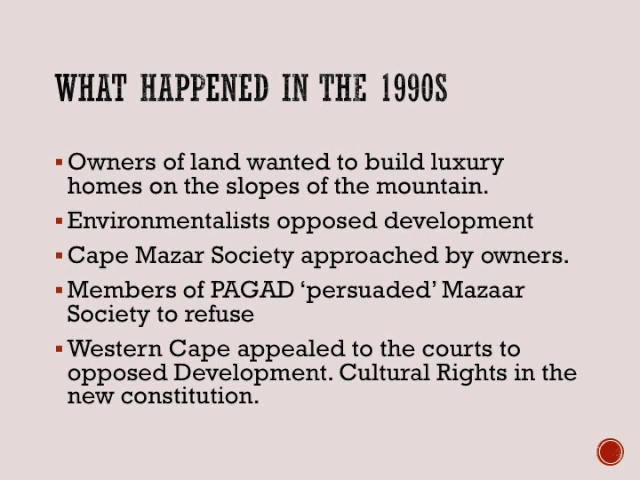 WHAT HAPPENED IN THE 1990S
▪ Owners of land wanted to build luxury
homes on the slopes of the mountain.
▪ Environmentalists opposed development
▪ Cape Mazar Society approached by owners.
▪ Members of PAGAD ‘persuaded’ Mazaar
Society to refuse
▪ Western Cape appealed to the courts to
opposed Development. Cultural Rights in the
new constitution.